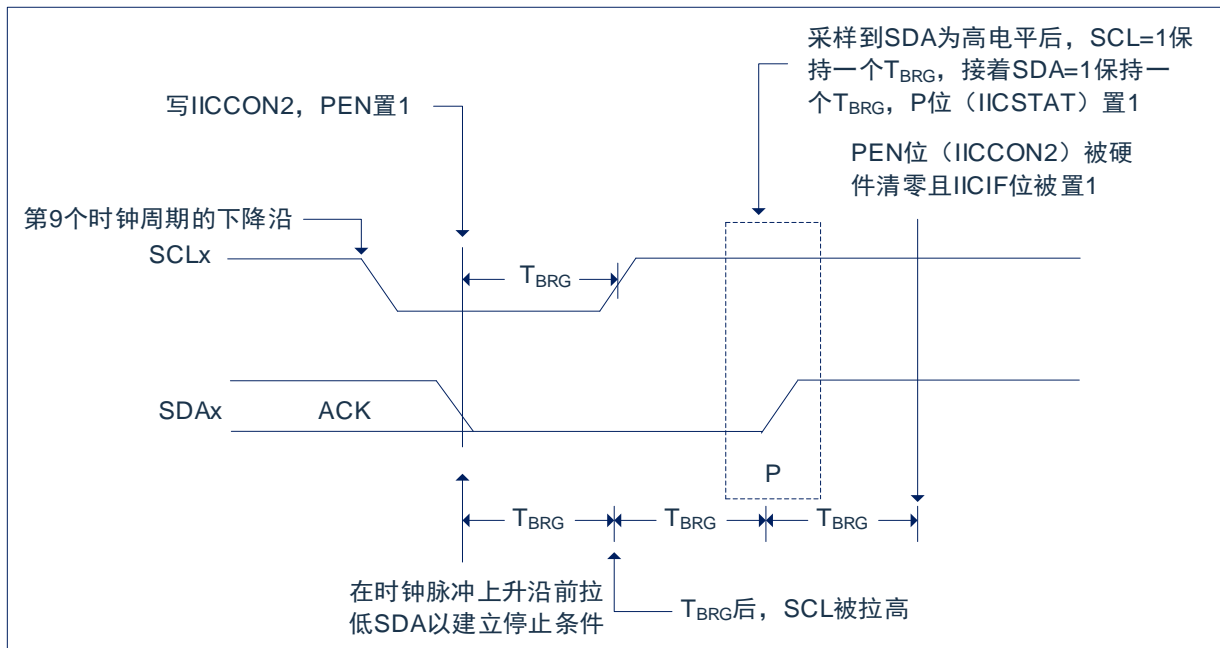 采样到SDA为高电平后，SCL=1保
持一个TBRG，接着SDA=1保持一
个TBRG，P位（IICSTAT）置1
写IICCON2，PEN置1
PEN位（IICCON2）被硬
件清零且IICIF位被置1
第9个时钟周期的下降沿
SCLx
TBRG
SDAx
ACK
P
TBRG
TBRG
TBRG
在时钟脉冲上升沿前拉
低SDA以建立停止条件
TBRG后，SCL被拉高